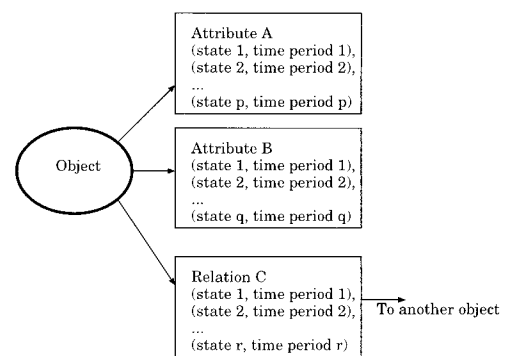 Attribute A
(state 1, time period 1),
(state 2, time period 2),
...
(state p, time period p)
Object
Attribute B
(state 1, time period 1),
(state 2, time period 2),
...
(state q, time period q)
Relation C
(state 1, time period 1),
(state 2, time period 2),
...
(state r, time period r)
To another object